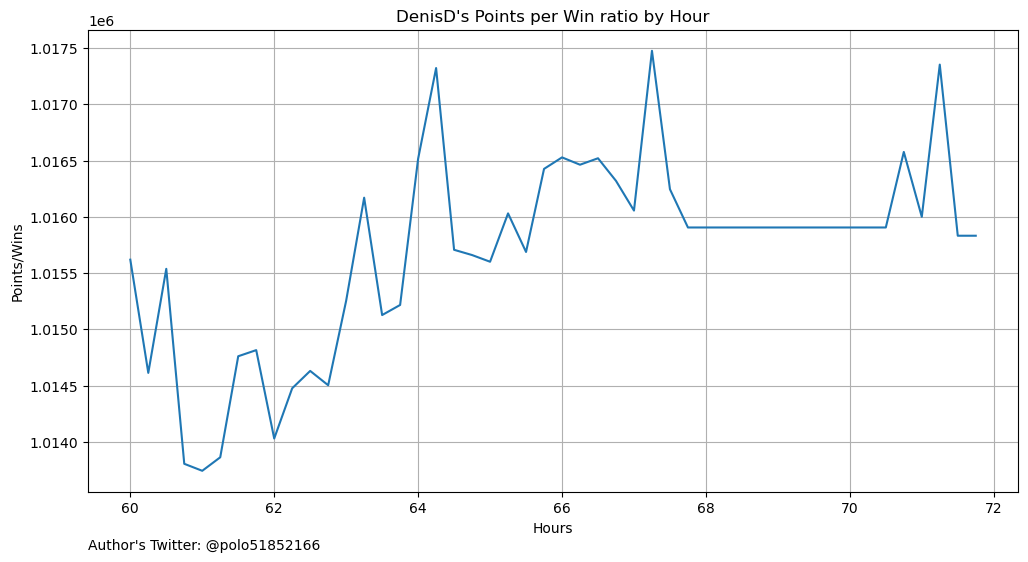 DenisD's Points per Win ratio by Hour
1e6
1.0175
1.0170
1.0165
1.0160
1.0155
1.0150
1.0145
1.0140
Points/Wins
60 62 64 66 68 70 72
Hours
Author's Twitter: @polo51852166